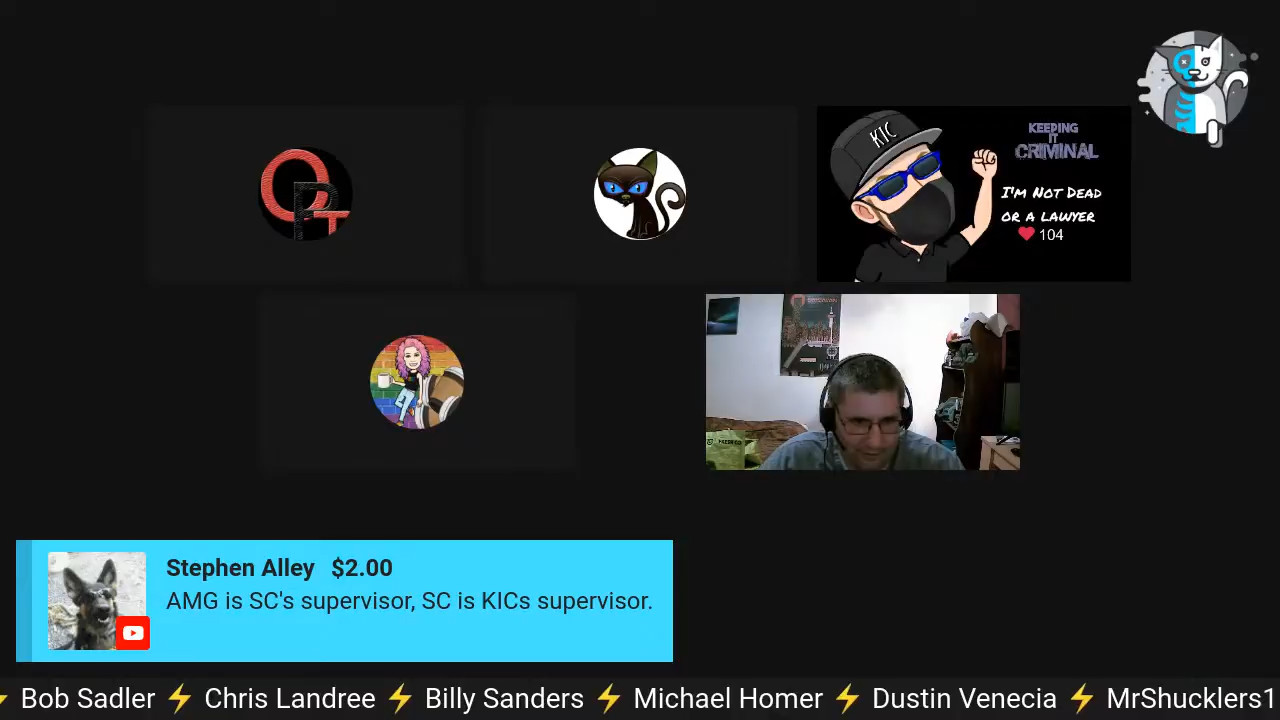 OPT
KIC
KEEPING
IT
CRIMINAL
I'm Not Dead
or a lawyer
104
Stephen Alley $2.00
AMG is SC's supervisor, SC is KICs supervisor.
Bob Sadler ⚡ Chris Landree ⚡ Billy Sanders ⚡ Michael Homer ⚡ Dustin Venecia ⚡ MrShucklers1